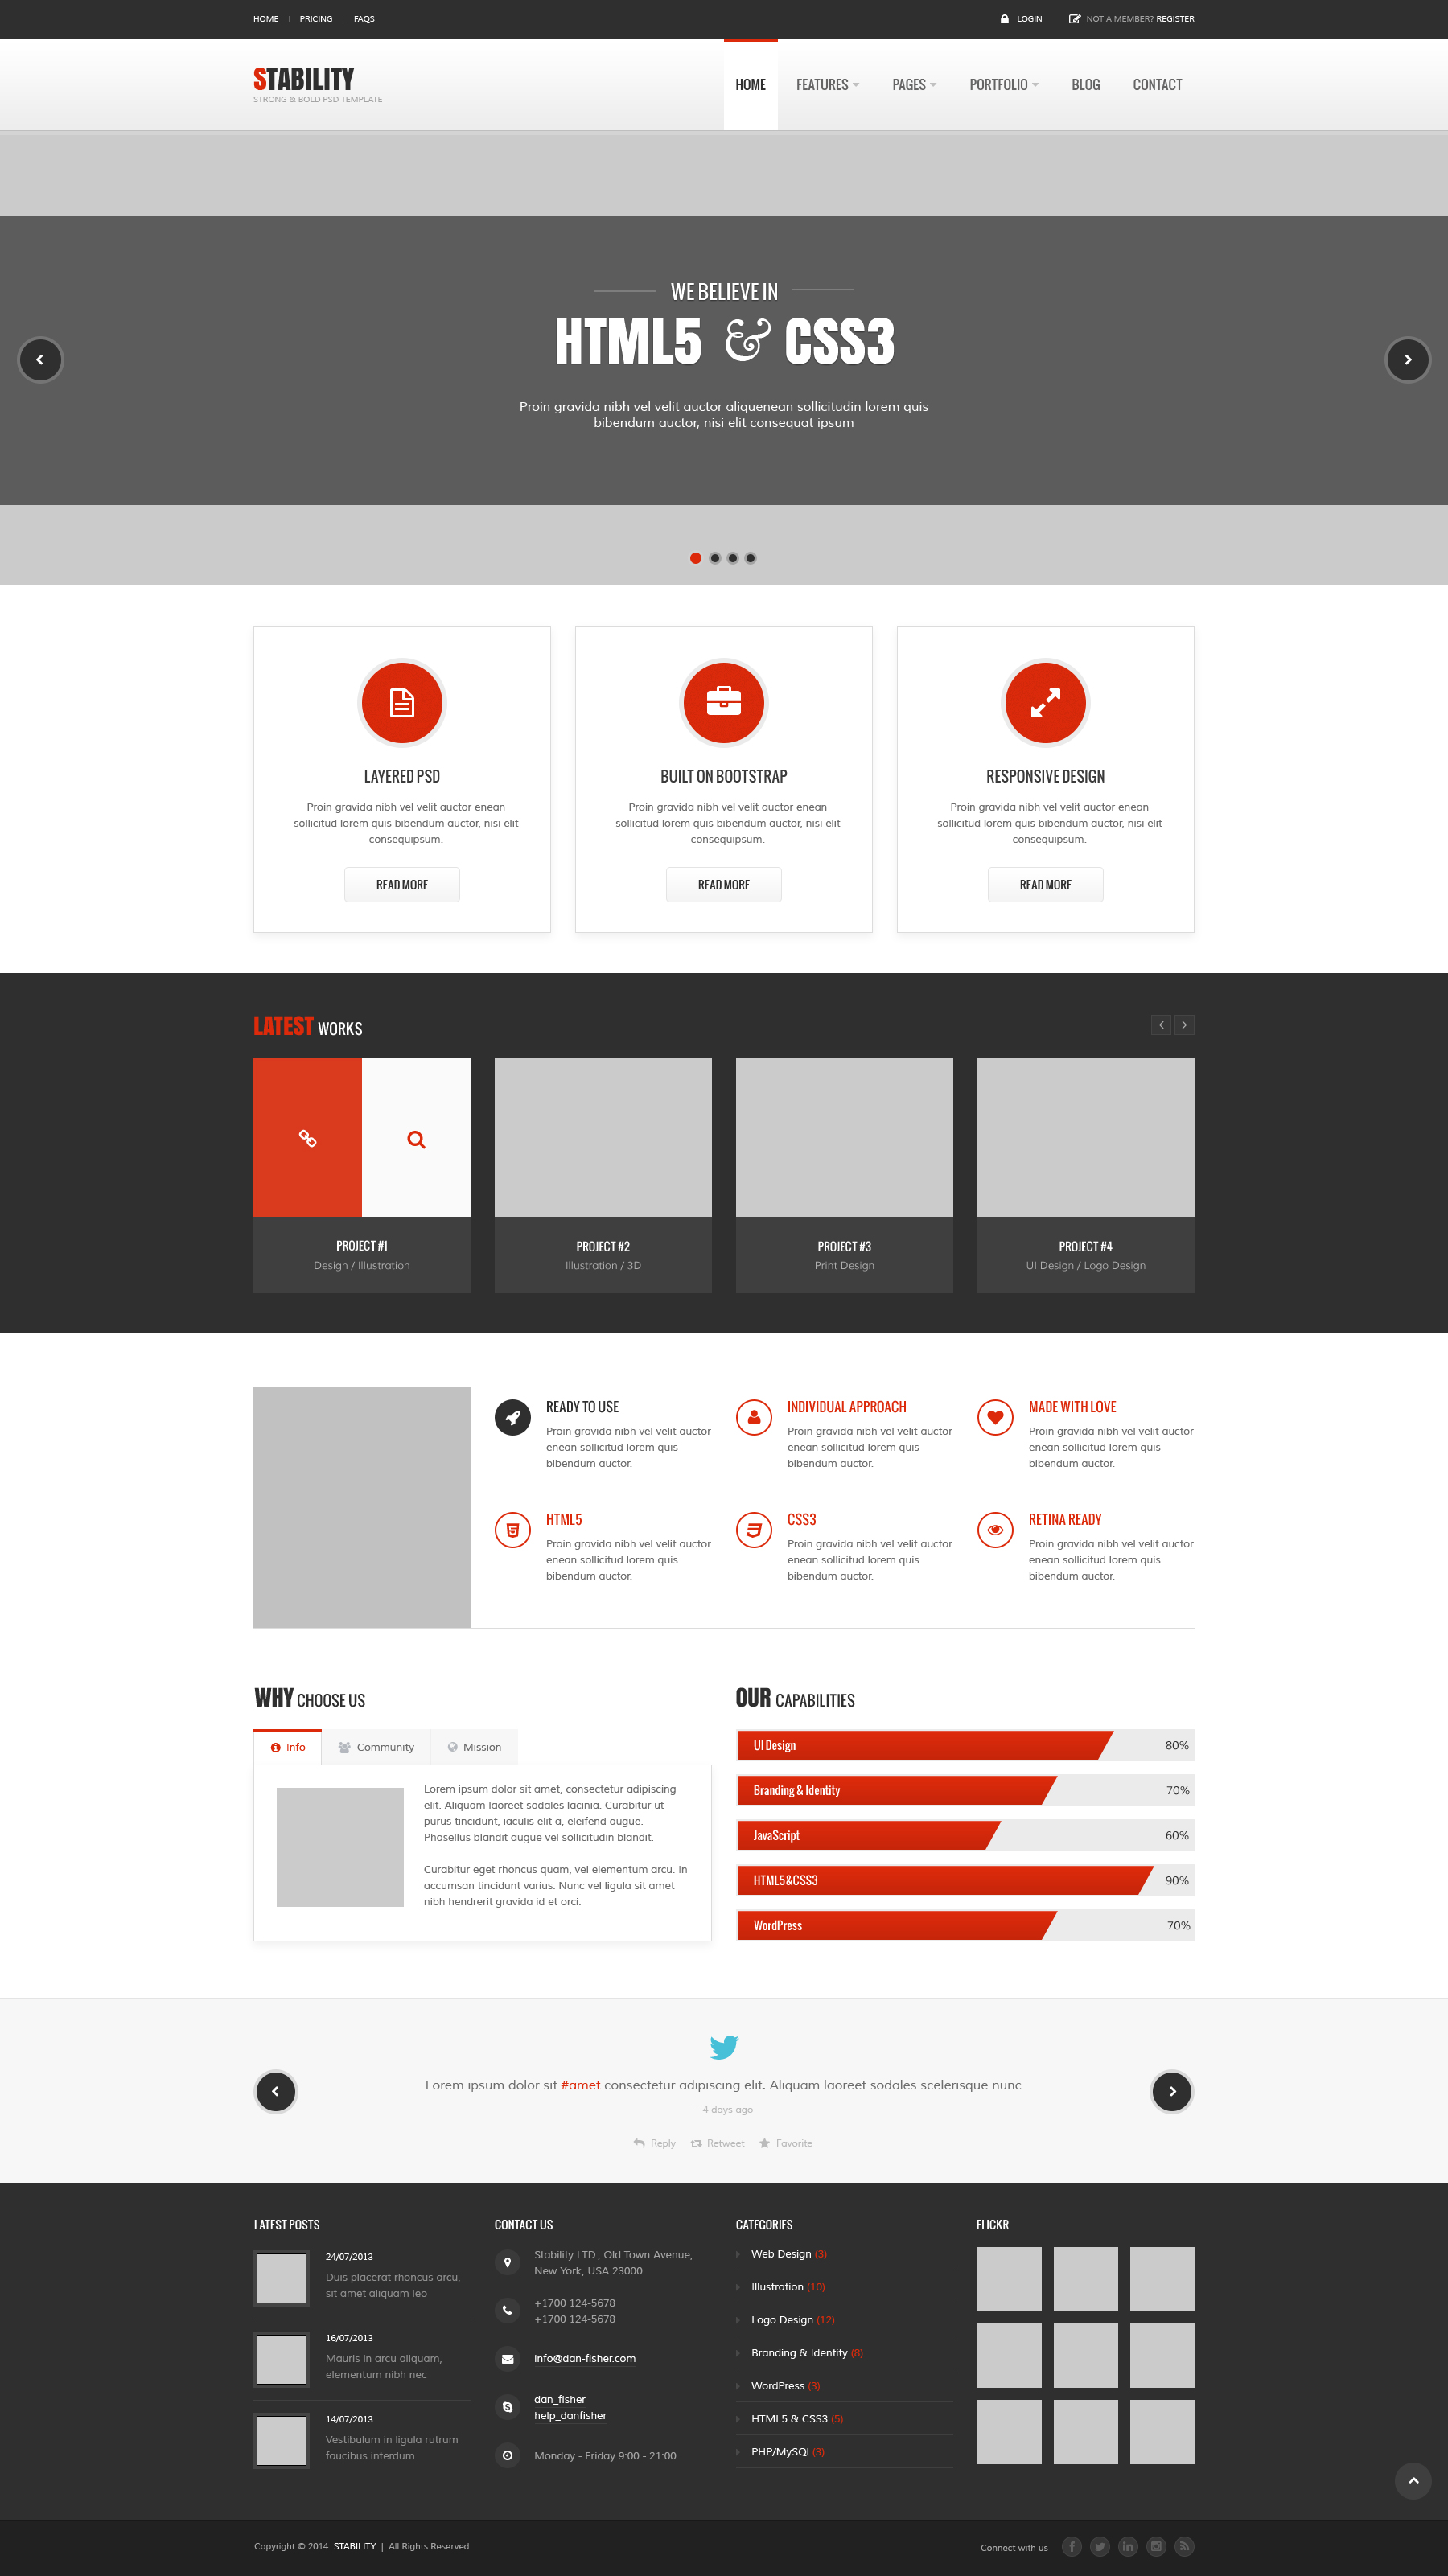 HOME | PRICING | FAQS
LOGIN
NOT A MEMBER? REGISTER
STABILITY
STRONG & BOLD PSD TEMPLATE
HOME
FEATURES
PAGES
PORTFOLIO
BLOG
CONTACT
WE BELIEVE IN
HTML5 & CSS3
Proin gravida nibh vel velit auctor aliquenean sollicitudin lorem quis
bibendum auctor, nisi elit consequat ipsum
LAYERED PSD
Proin gravida nibh vel velit auctor enean
sollicitud lorem quis bibendum auctor, nisi elit
consequipsum.
READ MORE
BUILT ON BOOTSTRAP
Proin gravida nibh vel velit auctor enean
sollicitud lorem quis bibendum auctor, nisi elit
consequipsum.
READ MORE
RESPONSIVE DESIGN
Proin gravida nibh vel velit auctor enean
sollicitud lorem quis bibendum auctor, nisi elit
consequipsum.
READ MORE
LATEST WORKS
PROJECT #1
Design / Illustration
PROJECT #2
Illustration / 3D
PROJECT #3
Print Design
PROJECT #4
UI Design / Logo Design
READY TO USE
Proin gravida nibh vel velit auctor
enean sollicitud lorem quis
bibendum auctor.
INDIVIDUAL APPROACH
Proin gravida nibh vel velit auctor
enean sollicitud lorem quis
bibendum auctor.
MADE WITH LOVE
Proin gravida nibh vel velit auctor
enean sollicitud lorem quis
bibendum auctor.
HTML5
Proin gravida nibh vel velit auctor
enean sollicitud lorem quis
bibendum auctor.
CSS3
Proin gravida nibh vel velit auctor
enean sollicitud lorem quis
bibendum auctor.
RETINA READY
Proin gravida nibh vel velit auctor
enean sollicitud lorem quis
bibendum auctor.
WHY CHOOSE US
Info
Community
Mission
Lorem ipsum dolor sit amet, consectetur adipiscing
elit. Aliquam laoreet sodales lacinia. Curabitur ut
purus tincidunt, iaculis elit a, eleifend augue.
Phasellus blandit augue vel sollicitudin blandit.
Curabitur eget rhoncus quam, vel elementum arcu. In
accumsan tincidunt varius. Nunc vel ligula sit amet
nibh hendrerit gravida id et orci.
OUR CAPABILITIES
UI Design 80%
Branding & Identity 70%
JavaScript 60%
HTML5&CSS3 90%
WordPress 70%
Lorem ipsum dolor sit #amet consectetur adipiscing elit. Aliquam laoreet sodales scelerisque nunc
– 4 days ago
Reply
Retweet
Favorite
LATEST POSTS
24/07/2013
Duis placerat rhoncus arcu,
sit amet aliquam leo
16/07/2013
Mauris in arcu aliquam,
elementum nibh nec
14/07/2013
Vestibulum in ligula rutrum
faucibus interdum
CONTACT US
Stability LTD., Old Town Avenue,
New York, USA 23000
+1700 124-5678
+1700 124-5678
info@dan-fisher.com
dan_fisher
help_danfisher
Monday - Friday 9:00 - 21:00
CATEGORIES
Web Design (3)
Illustration (10)
Logo Design (12)
Branding & Identity (8)
WordPress (3)
HTML5 & CSS3 (5)
PHP/MySQl (3)
FLICKR
Copyright © 2014 STABILITY | All Rights Reserved
Connect with us